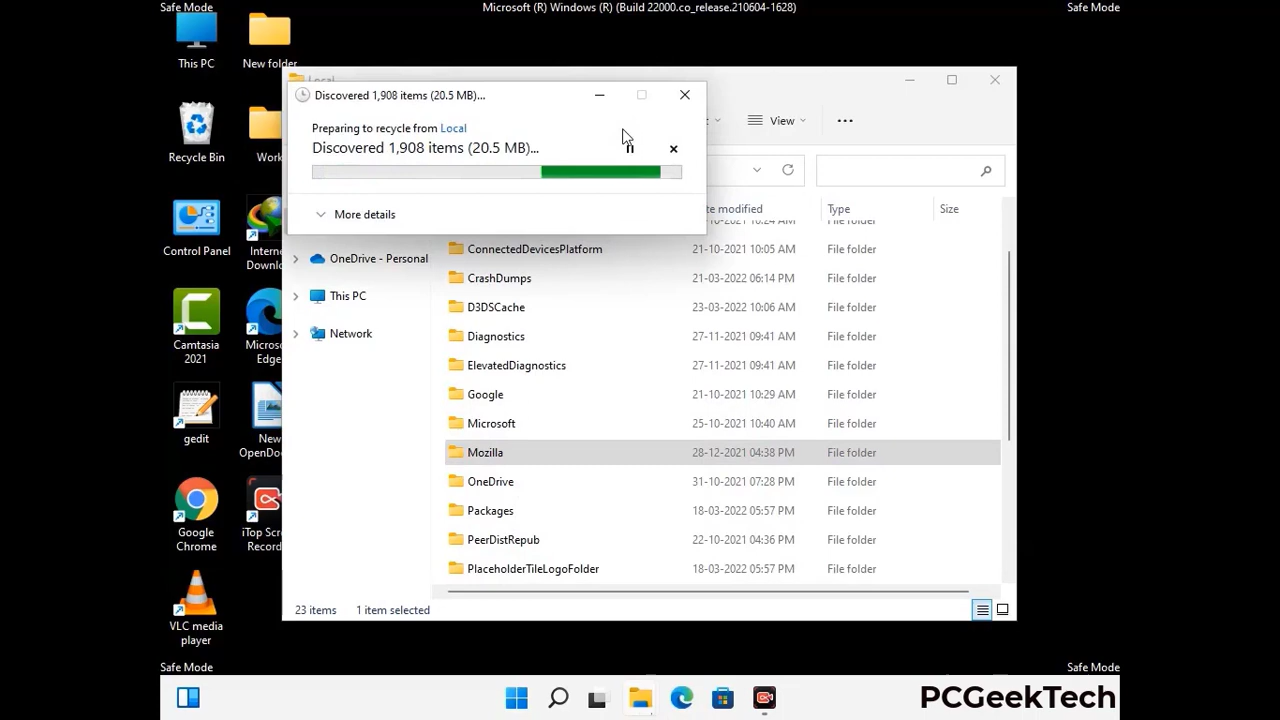 Safe Mode
Microsoft (R) Windows (R) (Build 22000.co_release.210604-1628)
Safe Mode
This PC
New folder
Recycle Bin
Work
Control Panel
Camtasia
2021
gedit
New
Google
Chrome
VLC media
player
Local
Discovered 1,908 items (20.5 MB)...
Preparing to recycle from Local
Discovered 1,908 items (20.5 MB)...
More details
View
modified
Type
Size
File folder
OneDrive - Personal
This PC
Network
ConnectedDevicesPlatform 21-10-2021 10:05 AM File folder
CrashDumps 21-03-2022 06:14 PM File folder
D3DSCache 23-03-2022 10:06 AM File folder
Diagnostics 27-11-2021 09:41 AM File folder
ElevatedDiagnostics 27-11-2021 09:41 AM File folder
Google 21-10-2021 10:29 AM File folder
Microsoft 25-10-2021 10:40 AM File folder
Mozilla 28-12-2021 04:38 PM File folder
OneDrive 31-10-2021 07:28 PM File folder
Packages 18-03-2022 05:57 PM File folder
PeerDistRepub 22-10-2021 04:36 PM File folder
PlaceholderTileLogoFolder 18-03-2022 05:57 PM File folder
23 items 1 item selected
Safe Mode
Safe Mode
PCGeekTech